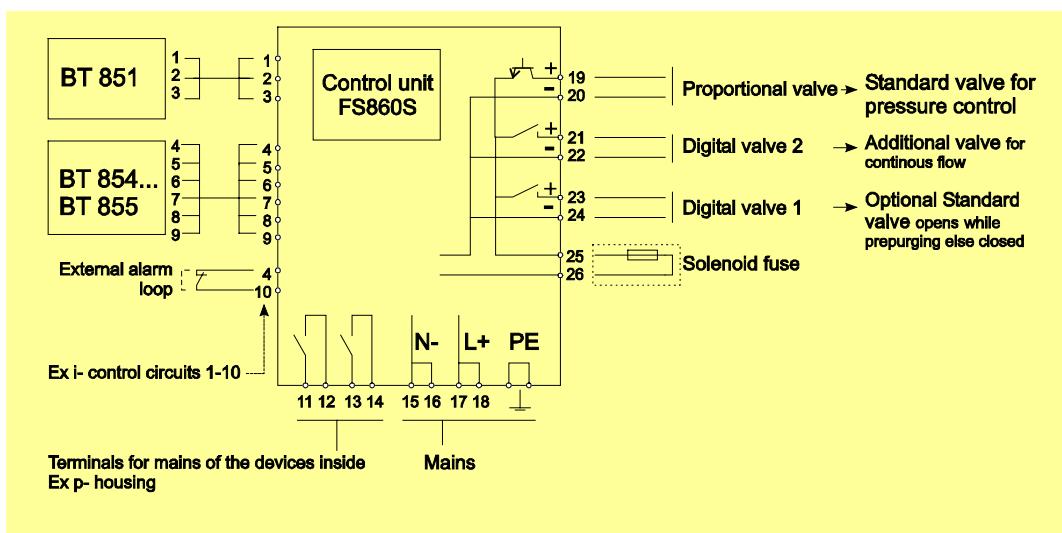 BT 851
1
2
3
1
2
3
Control unit
FS860S
+
-
19
20
Proportional valve
Standard valve for
pressure control
BT 854...
BT 855
4
5
6
7
8
9
4
5
6
7
8
9
+
-
21
22
Digital valve 2
Additional valve for
continous flow
+
-
23
24
Digital valve 1
Optional Standard
valve opens while
prepurging else closed
External alarm
loop
4
10
25
26
Solenoid fuse
Ex i- control circuits 1-10
N-
L+
PE
11 12 13 14 15 16 17 18
Terminals for mains of the devices inside
Ex p- housing
Mains